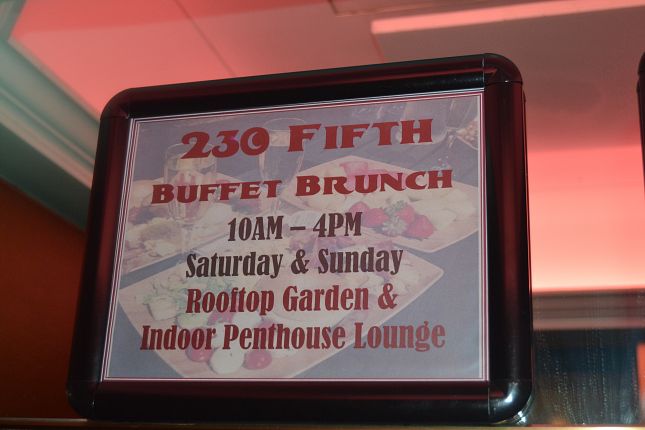 230 FIFTH
BUFFET BRUNCH
10AM – 4PM
Saturday & Sunday
Rooftop Garden &
Indoor Penthouse Lounge